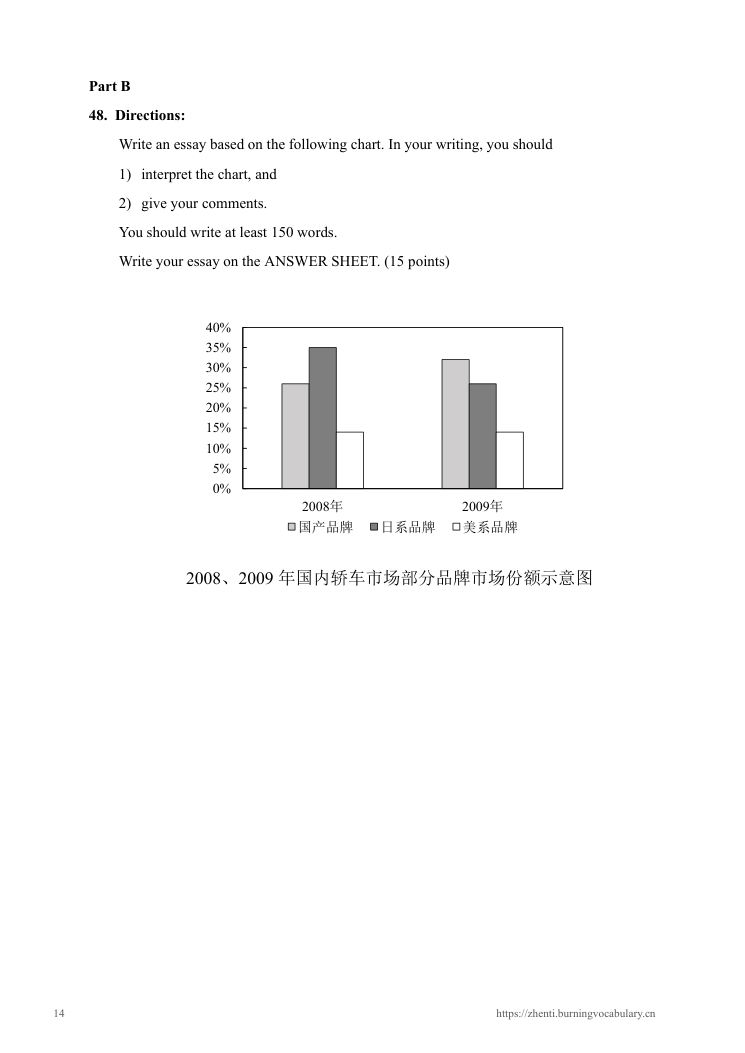 Part B
48. Directions:
Write an essay based on the following chart. In your writing, you should
1) interpret the chart, and
2) give your comments.
You should write at least 150 words.
Write your essay on the ANSWER SHEET. (15 points)
40%
35%
30%
25%
20%
15%
10%
5%
0%
2008年 2009年
国产品牌 日系品牌 美系品牌
2008、2009 年国内轿车市场部分品牌市场份额示意图
14 https://zhenti.burningvocabulary.cn